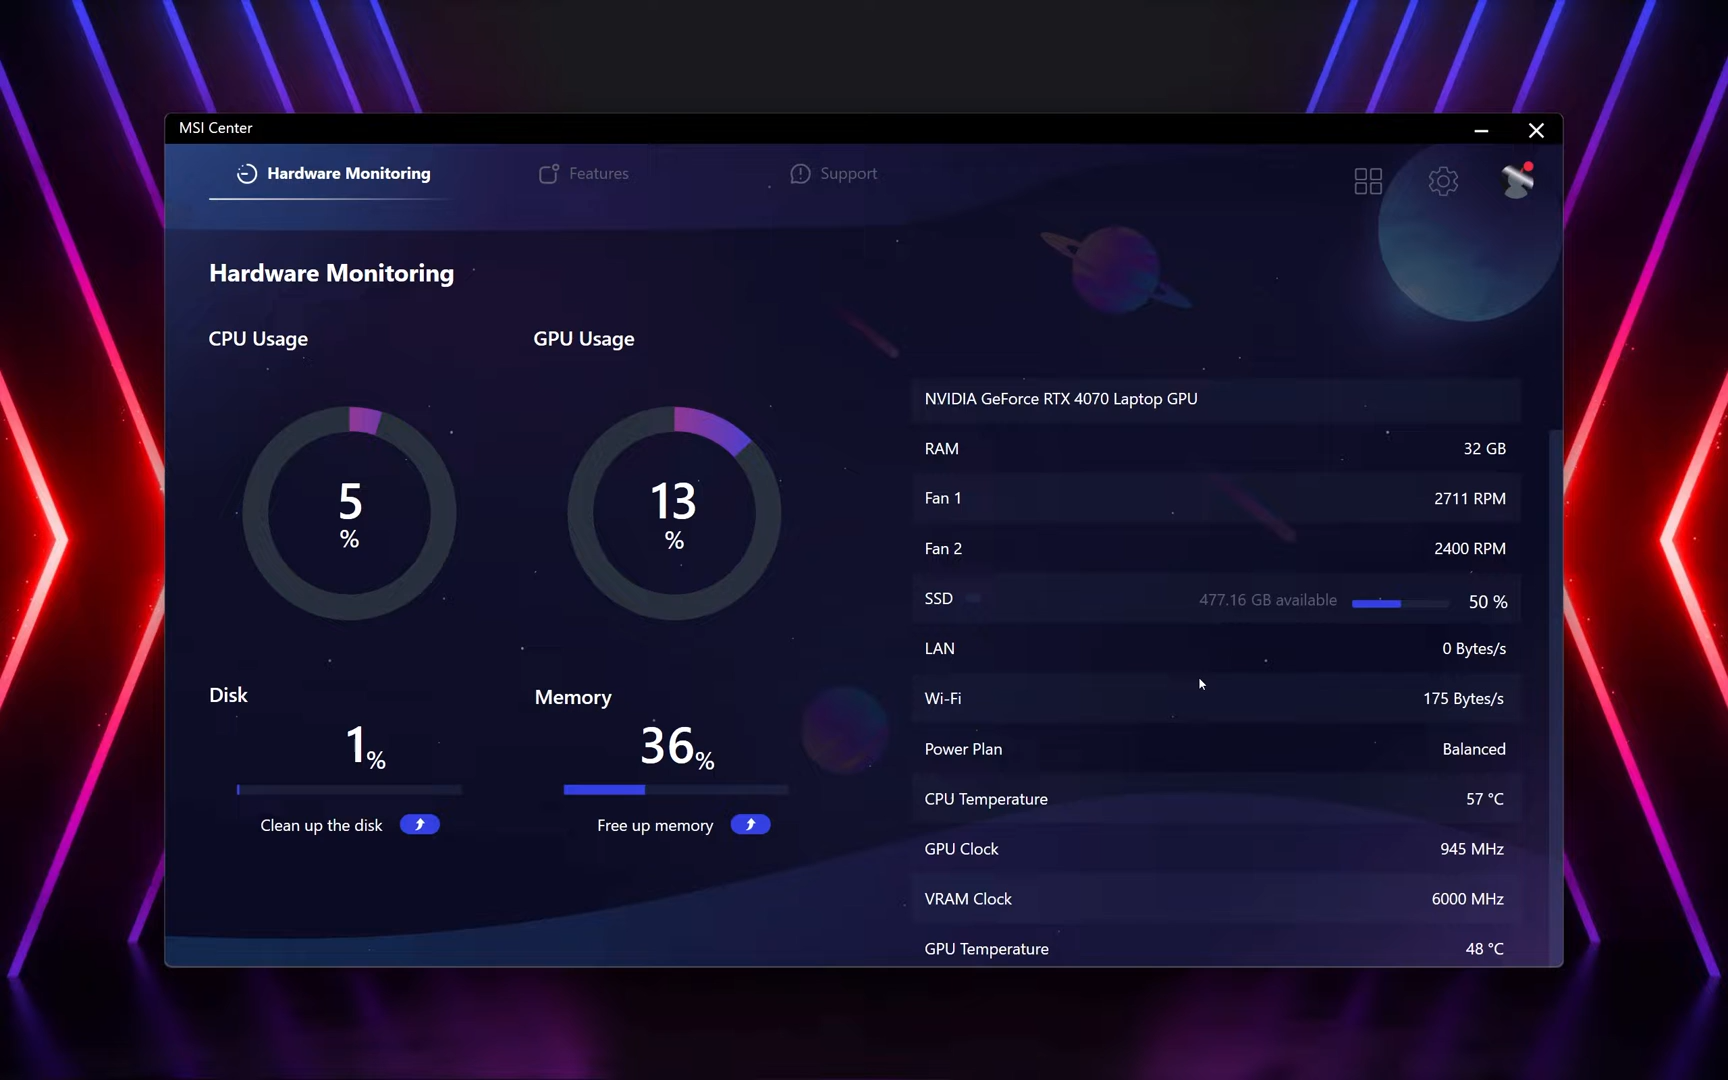 MSI Center
Hardware Monitoring
Features
Support
Hardware Monitoring
CPU Usage
GPU Usage
5
%
13
%
Disk
Memory
1%
36%
Clean up the disk
Free up memory
NVIDIA GeForce RTX 4070 Laptop GPU
RAM 32 GB
Fan 1 2711 RPM
Fan 2 2400 RPM
SSD 477.16 GB available 50 %
LAN 0 Bytes/s
Wi-Fi 175 Bytes/s
Power Plan Balanced
CPU Temperature 57 °C
GPU Clock 945 MHz
VRAM Clock 6000 MHz
GPU Temperature 48 °C